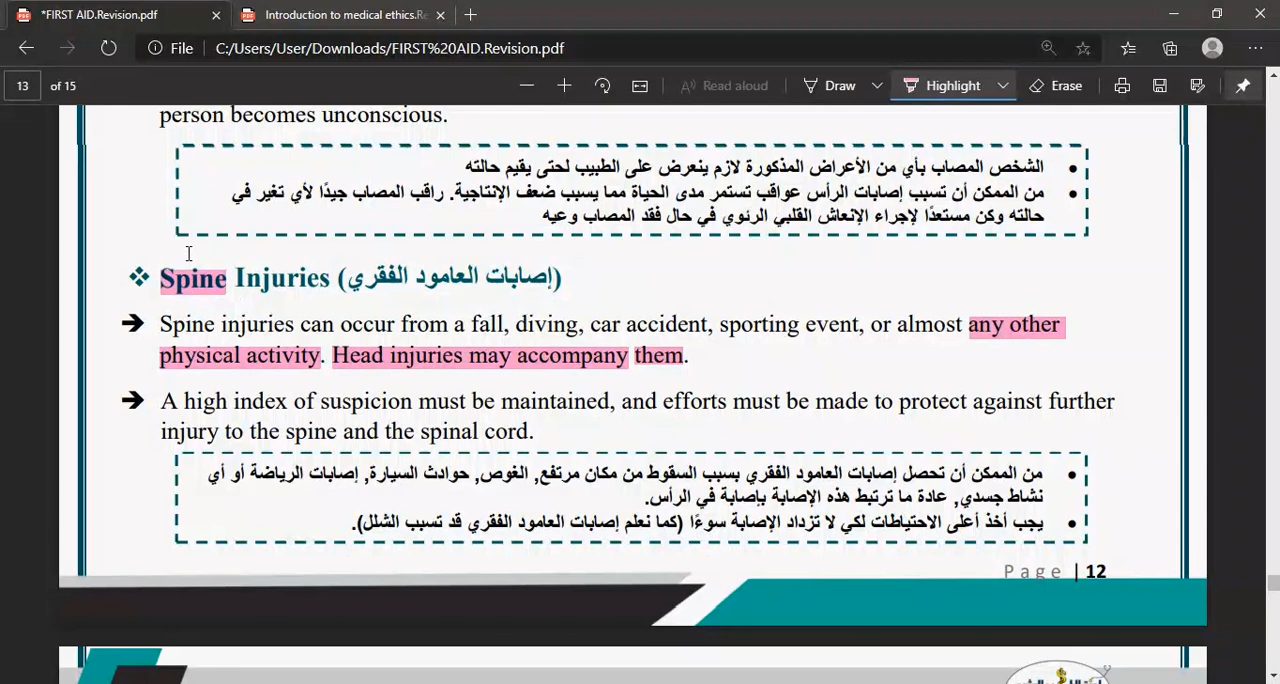 *FIRST AID.Revision.pdf
Introduction to medical ethics.Re
File
C:/Users/User/Downloads/FIRST%20AID.Revision.pdf
13 of 15
Read aloud
Draw
Highlight
Erase
person becomes unconscious.
• الشخص المصاب بأي من الأعراض المذكورة لازم ينعرض على الطبيب لحتى يقيم حالته
• من الممكن أن تسبب إصابات الرأس عواقب تستمر مدى الحياة مما يسبب ضعف الإنتاجية. راقب المصاب جيدًا لأي تغير في
حالته وكن مستعدًا لإجراء الإنعاش القلبي الرئوي في حال فقد المصاب وعيه
❖ Spine Injuries (إصابات العامود الفقري)
➔ Spine injuries can occur from a fall, diving, car accident, sporting event, or almost any other
physical activity. Head injuries may accompany them.
➔ A high index of suspicion must be maintained, and efforts must be made to protect against further
injury to the spine and the spinal cord.
• من الممكن أن تحصل إصابات العامود الفقري بسبب السقوط من مكان مرتفع, الغوص, حوادث السيارة, إصابات الرياضة أو أي
نشاط جسدي, عادة ما ترتبط هذه الإصابة بإصابة في الرأس.
• يجب أخذ أعلى الاحتياطات لكي لا تزداد الإصابة سوءًا (كما نعلم إصابات العامود الفقري قد تسبب الشلل).
Page | 12